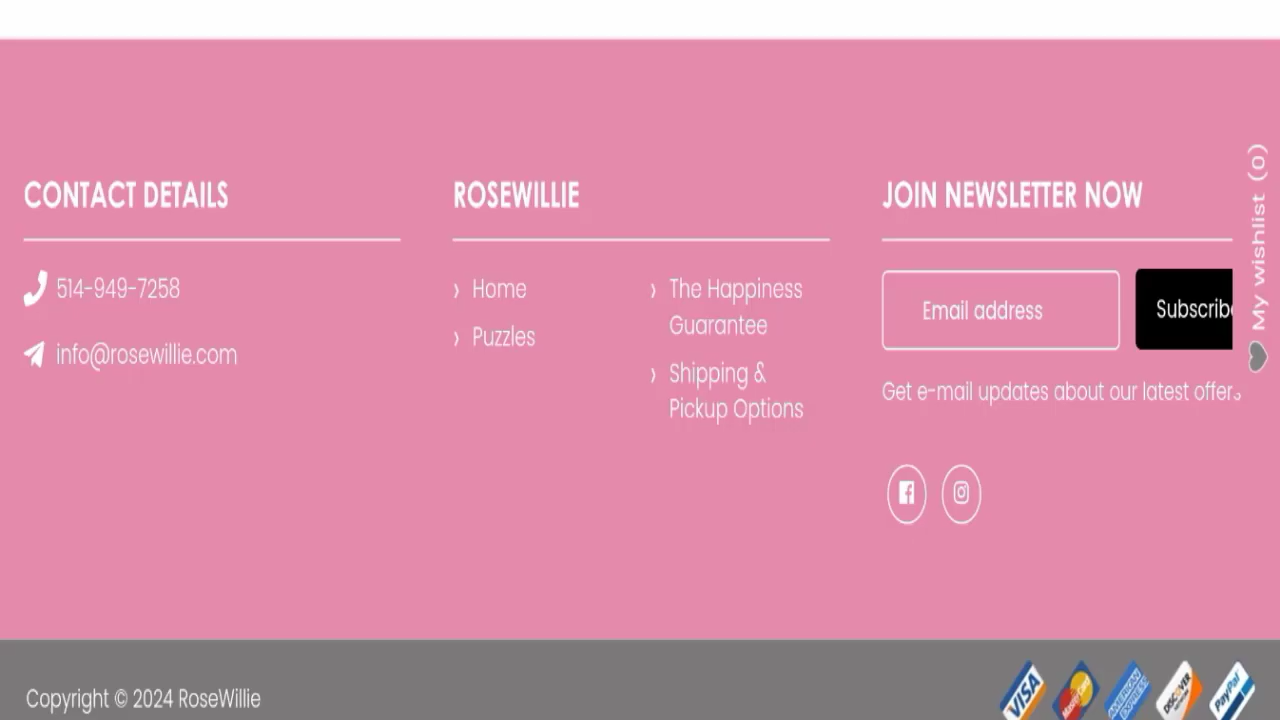 CONTACT DETAILS
514-949-7258
info@rosewillie.com
ROSEWILLIE
› Home
› Puzzles
› The Happiness
Guarantee
› Shipping &
Pickup Options
JOIN NEWSLETTER NOW
Email address
Subscribe
Get e-mail updates about our latest offers
My wishlist (0)
Copyright © 2024 RoseWillie
VISA
MasterCard
AMERICAN
EXPRESS
DISCOVER
PayPal